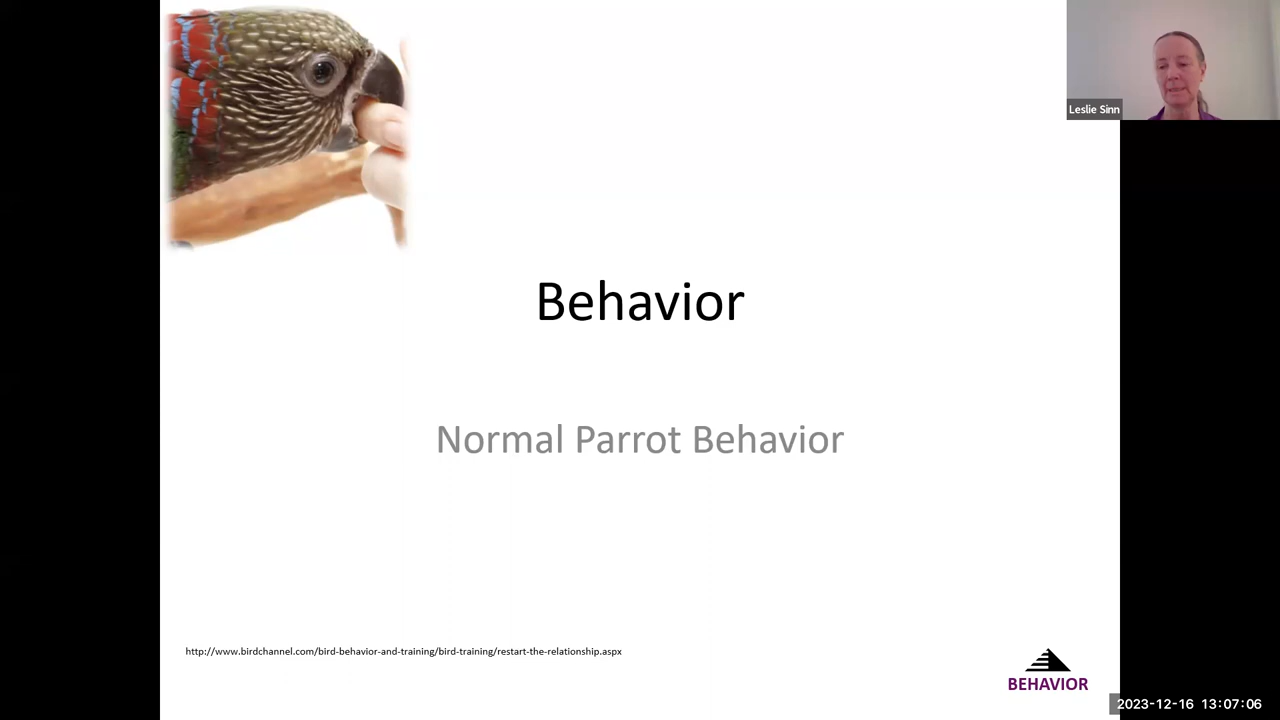 Leslie Sinn
Behavior
Normal Parrot Behavior
http://www.birdchannel.com/bird-behavior-and-training/bird-training/restart-the-relationship.aspx
BEHAVIOR
2023-12-16 13:07:06